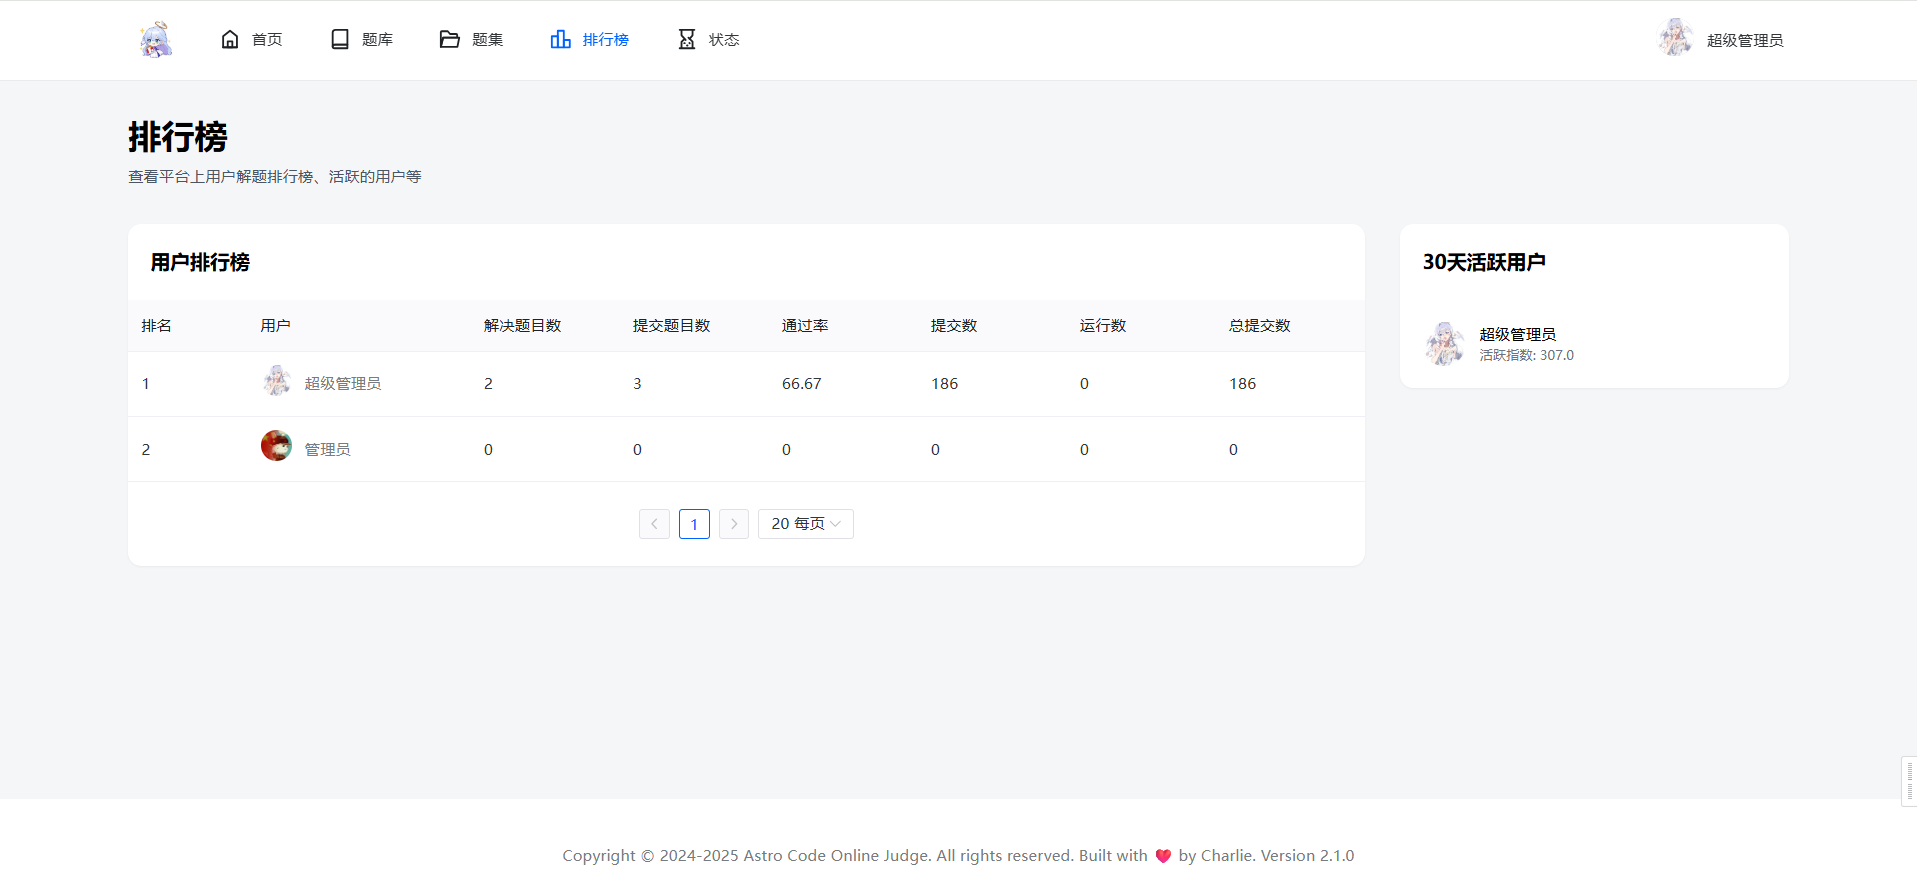 首页 题库 题集 排行榜 状态 超级管理员
排行榜
查看平台上用户解题排行榜、活跃的用户等
用户排行榜
排名 用户 解决题目数 提交题目数 通过率 提交数 运行数 总提交数
1 超级管理员 2 3 66.67 186 0 186
2 管理员 0 0 0 0 0 0
1 20 每页
30天活跃用户
超级管理员
活跃指数: 307.0
Copyright © 2024-2025 Astro Code Online Judge. All rights reserved. Built with ❤️ by Charlie. Version 2.1.0